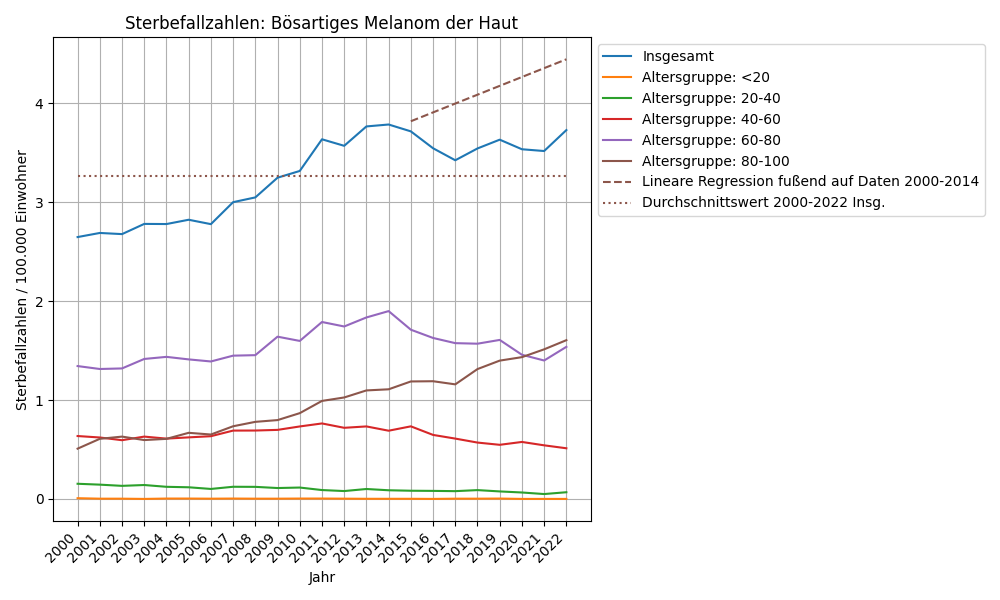 Sterbefallzahlen: Bösartiges Melanom der Haut
Insgesamt
Altersgruppe: <20
Altersgruppe: 20-40
Altersgruppe: 40-60
Altersgruppe: 60-80
Altersgruppe: 80-100
Lineare Regression fußend auf Daten 2000-2014
Durchschnittswert 2000-2022 Insg.
Sterbefallzahlen / 100.000 Einwohner
4
3
2
1
0
2000 2001 2002 2003 2004 2005 2006 2007 2008 2009 2010 2011 2012 2013 2014 2015 2016 2017 2018 2019 2020 2021 2022
Jahr